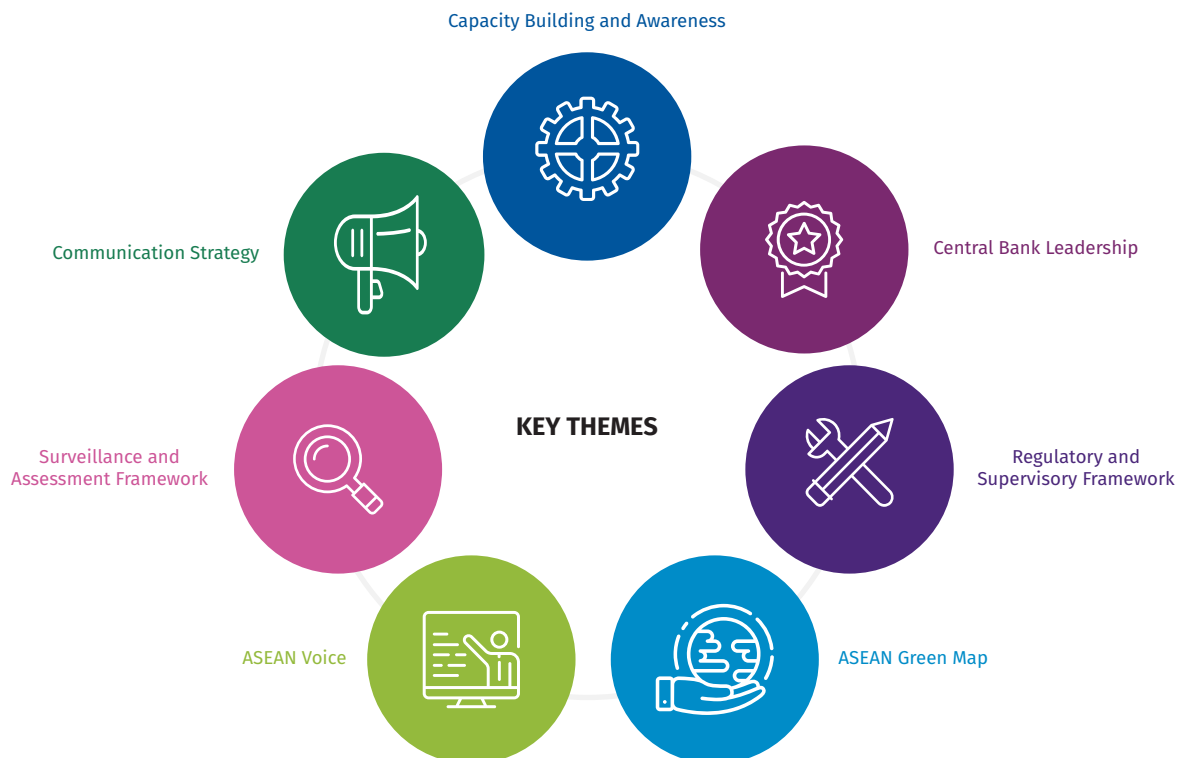 Capacity Building and Awareness
Communication Strategy
Central Bank Leadership
KEY THEMES
Surveillance and
Assessment Framework
Regulatory and
Supervisory Framework
ASEAN Voice
ASEAN Green Map